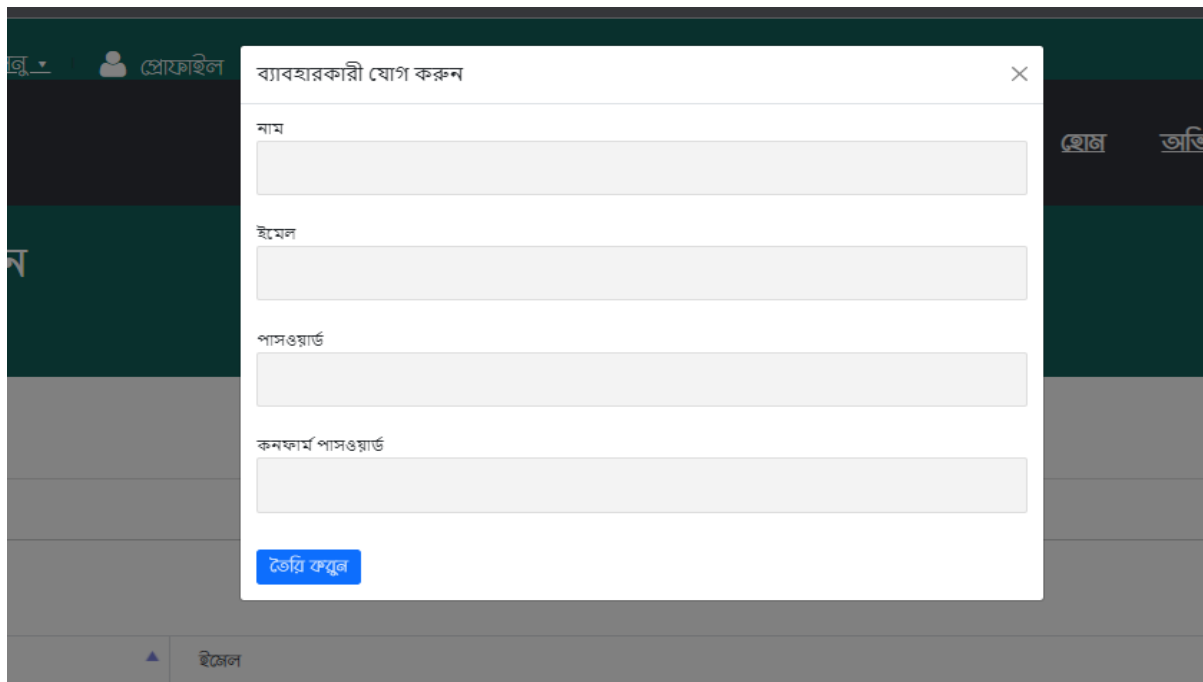 প্রোফাইল
ব্যাবহারকারী যোগ করুন
হোম
নাম
ইমেল
পাসওয়ার্ড
কনফার্ম পাসওয়ার্ড
তৈরি করুন
ইমেল